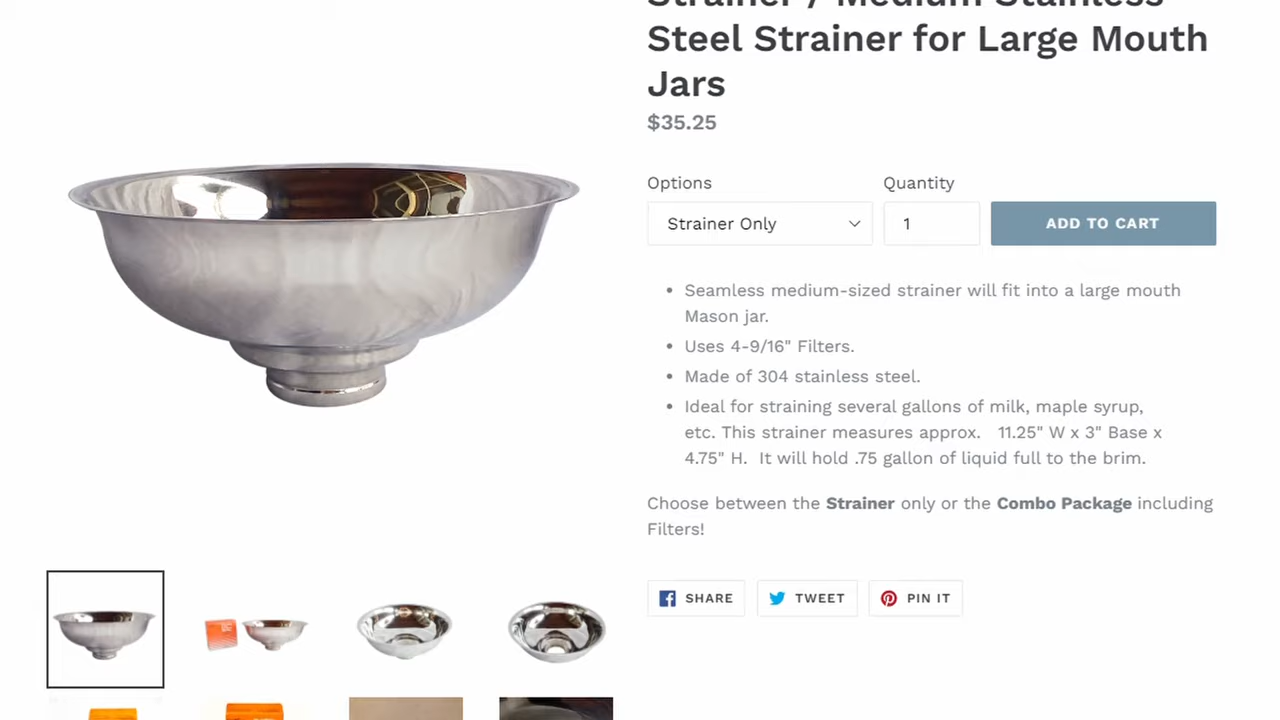 Strainer / Medium Stainless
Steel Strainer for Large Mouth
Jars
$35.25
Options
Quantity
Strainer Only
1
ADD TO CART
Seamless medium-sized strainer will fit into a large mouth
Mason jar.
Uses 4-9/16" Filters.
Made of 304 stainless steel.
Ideal for straining several gallons of milk, maple syrup,
etc. This strainer measures approx. 11.25" W x 3" Base x
4.75" H. It will hold .75 gallon of liquid full to the brim.
Choose between the Strainer only or the Combo Package including
Filters!
SHARE
TWEET
PIN IT